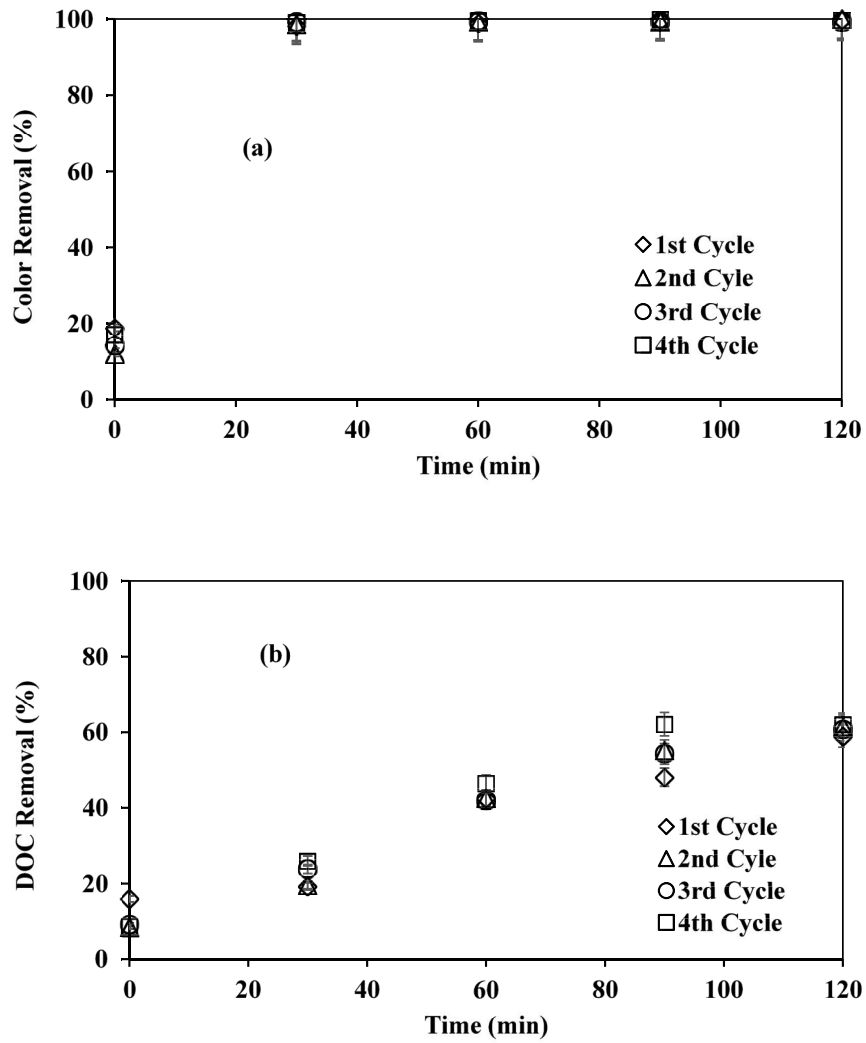 100
80
60
40
20
0
Color Removal (%)
(a)
1st Cycle
2nd Cyle
3rd Cycle
4th Cycle
0 20 40 60 80 100 120
Time (min)
100
80
60
40
20
0
DOC Removal (%)
(b)
1st Cycle
2nd Cyle
3rd Cycle
4th Cycle
0 20 40 60 80 100 120
Time (min)